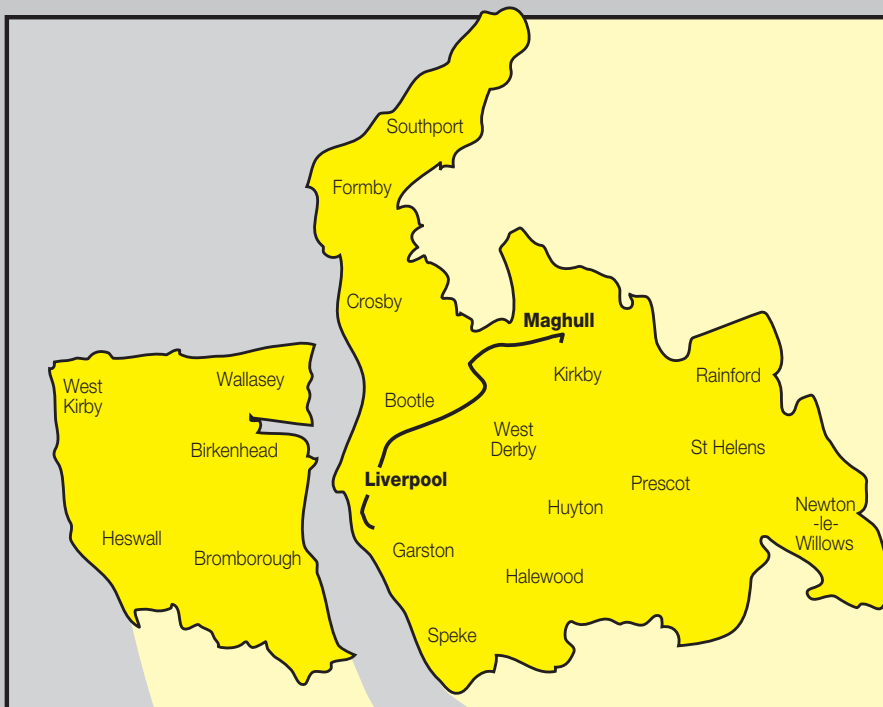 Southport
Formby
Crosby
Maghull
West
Kirby
Wallasey
Bootle
Kirkby
Rainford
Birkenhead
West
Derby
St Helens
Liverpool
Prescot
Huyton
Newton
-le-
Willows
Heswall
Bromborough
Garston
Halewood
Speke